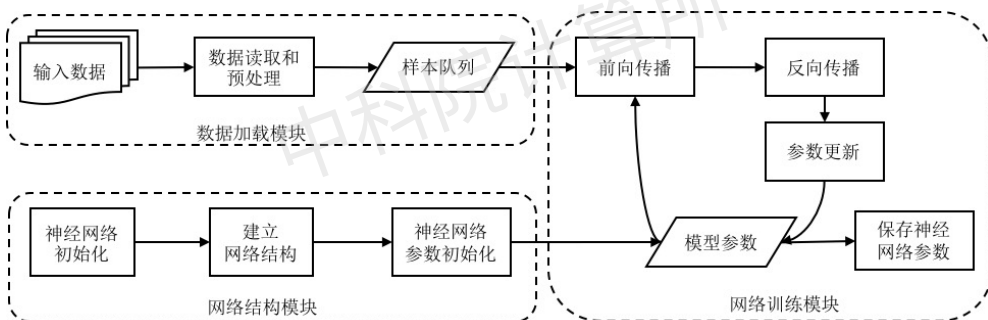 输入数据
数据读取和
预处理
样本队列
数据加载模块
前向传播
反向传播
参数更新
模型参数
保存神经
网络参数
网络训练模块
神经网络
初始化
建立
网络结构
神经网络
参数初始化
网络结构模块
中科院计算所